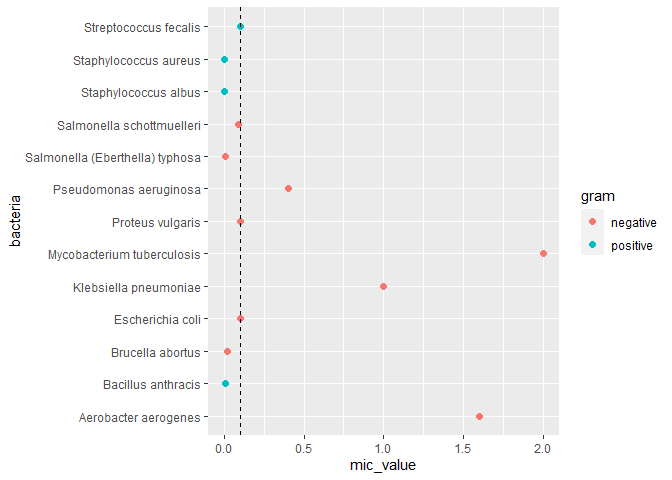 Streptococcus fecalis
Staphylococcus aureus
Staphylococcus albus
Salmonella schottmuelleri
Salmonella (Eberthella) typhosa
Pseudomonas aeruginosa
Proteus vulgaris
Mycobacterium tuberculosis
Klebsiella pneumoniae
Escherichia coli
Brucella abortus
Bacillus anthracis
Aerobacter aerogenes
bacteria
0.0 0.5 1.0 1.5 2.0
mic_value
gram
negative
positive